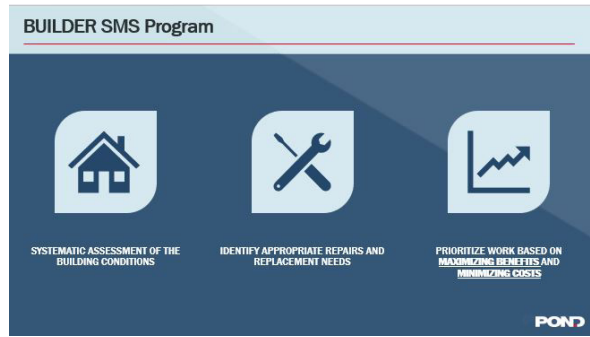 BUILDER SMS Program
SYSTEMATIC ASSESSMENT OF THE
BUILDING CONDITIONS
IDENTIFY APPROPRIATE REPAIRS AND
REPLACEMENT NEEDS
PRIORITIZE WORK BASED ON
MAXIMIZING BENEFITS AND
MINIMIZING COSTS
POND